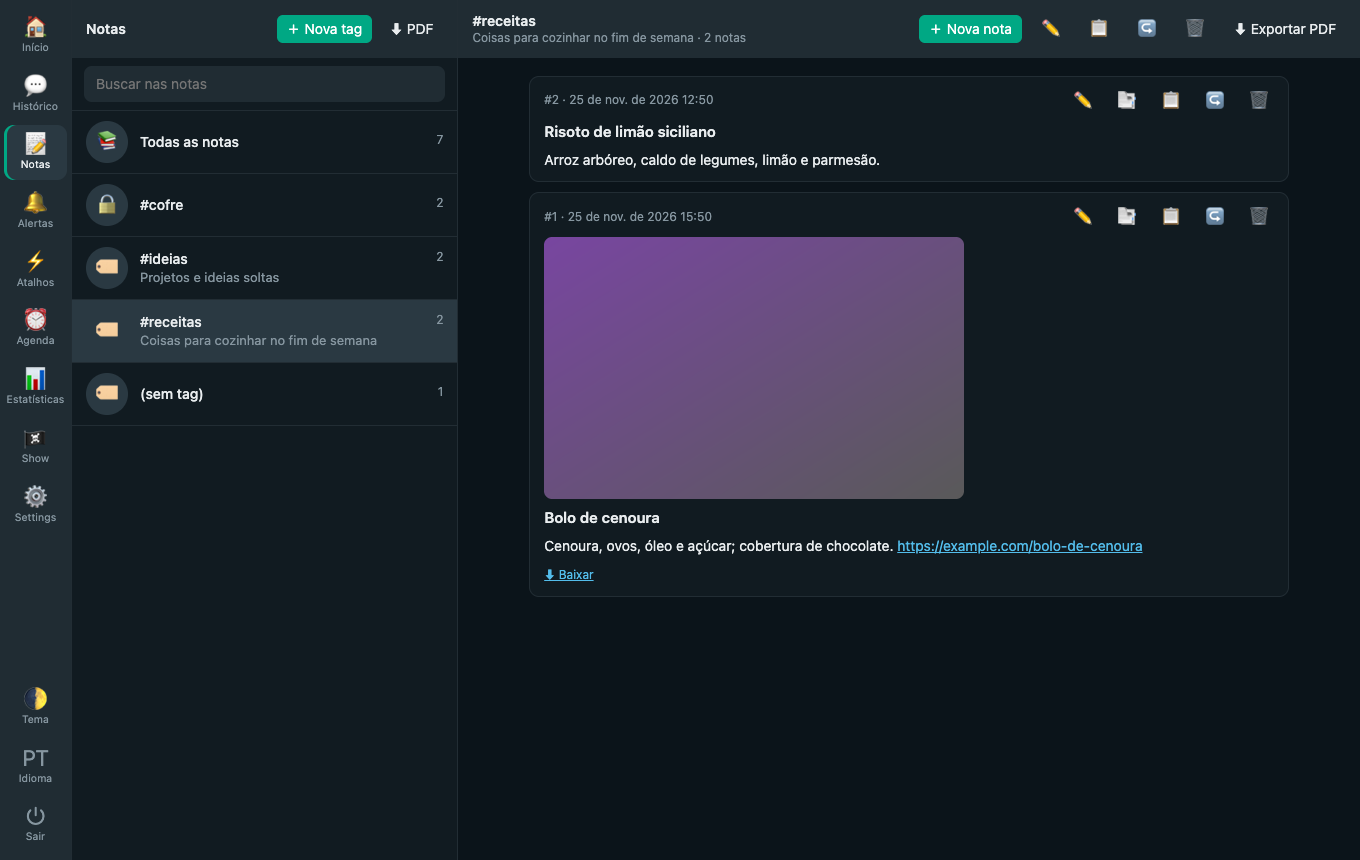 Início
Histórico
Notas
Alertas
Atalhos
Agenda
Estatísticas
Show
Settings
Tema
PT
Idioma
Sair
Notas
+ Nova tag
⬇ PDF
Buscar nas notas
Todas as notas
7
#cofre
2
#ideias
2
Projetos e ideias soltas
#receitas
2
Coisas para cozinhar no fim de semana
(sem tag)
1
#receitas
Coisas para cozinhar no fim de semana · 2 notas
+ Nova nota
⬇ Exportar PDF
#2 · 25 de nov. de 2026 12:50
Risoto de limão siciliano
Arroz arbóreo, caldo de legumes, limão e parmesão.
#1 · 25 de nov. de 2026 15:50
Bolo de cenoura
Cenoura, ovos, óleo e açúcar; cobertura de chocolate. https://example.com/bolo-de-cenoura
⬇ Baixar